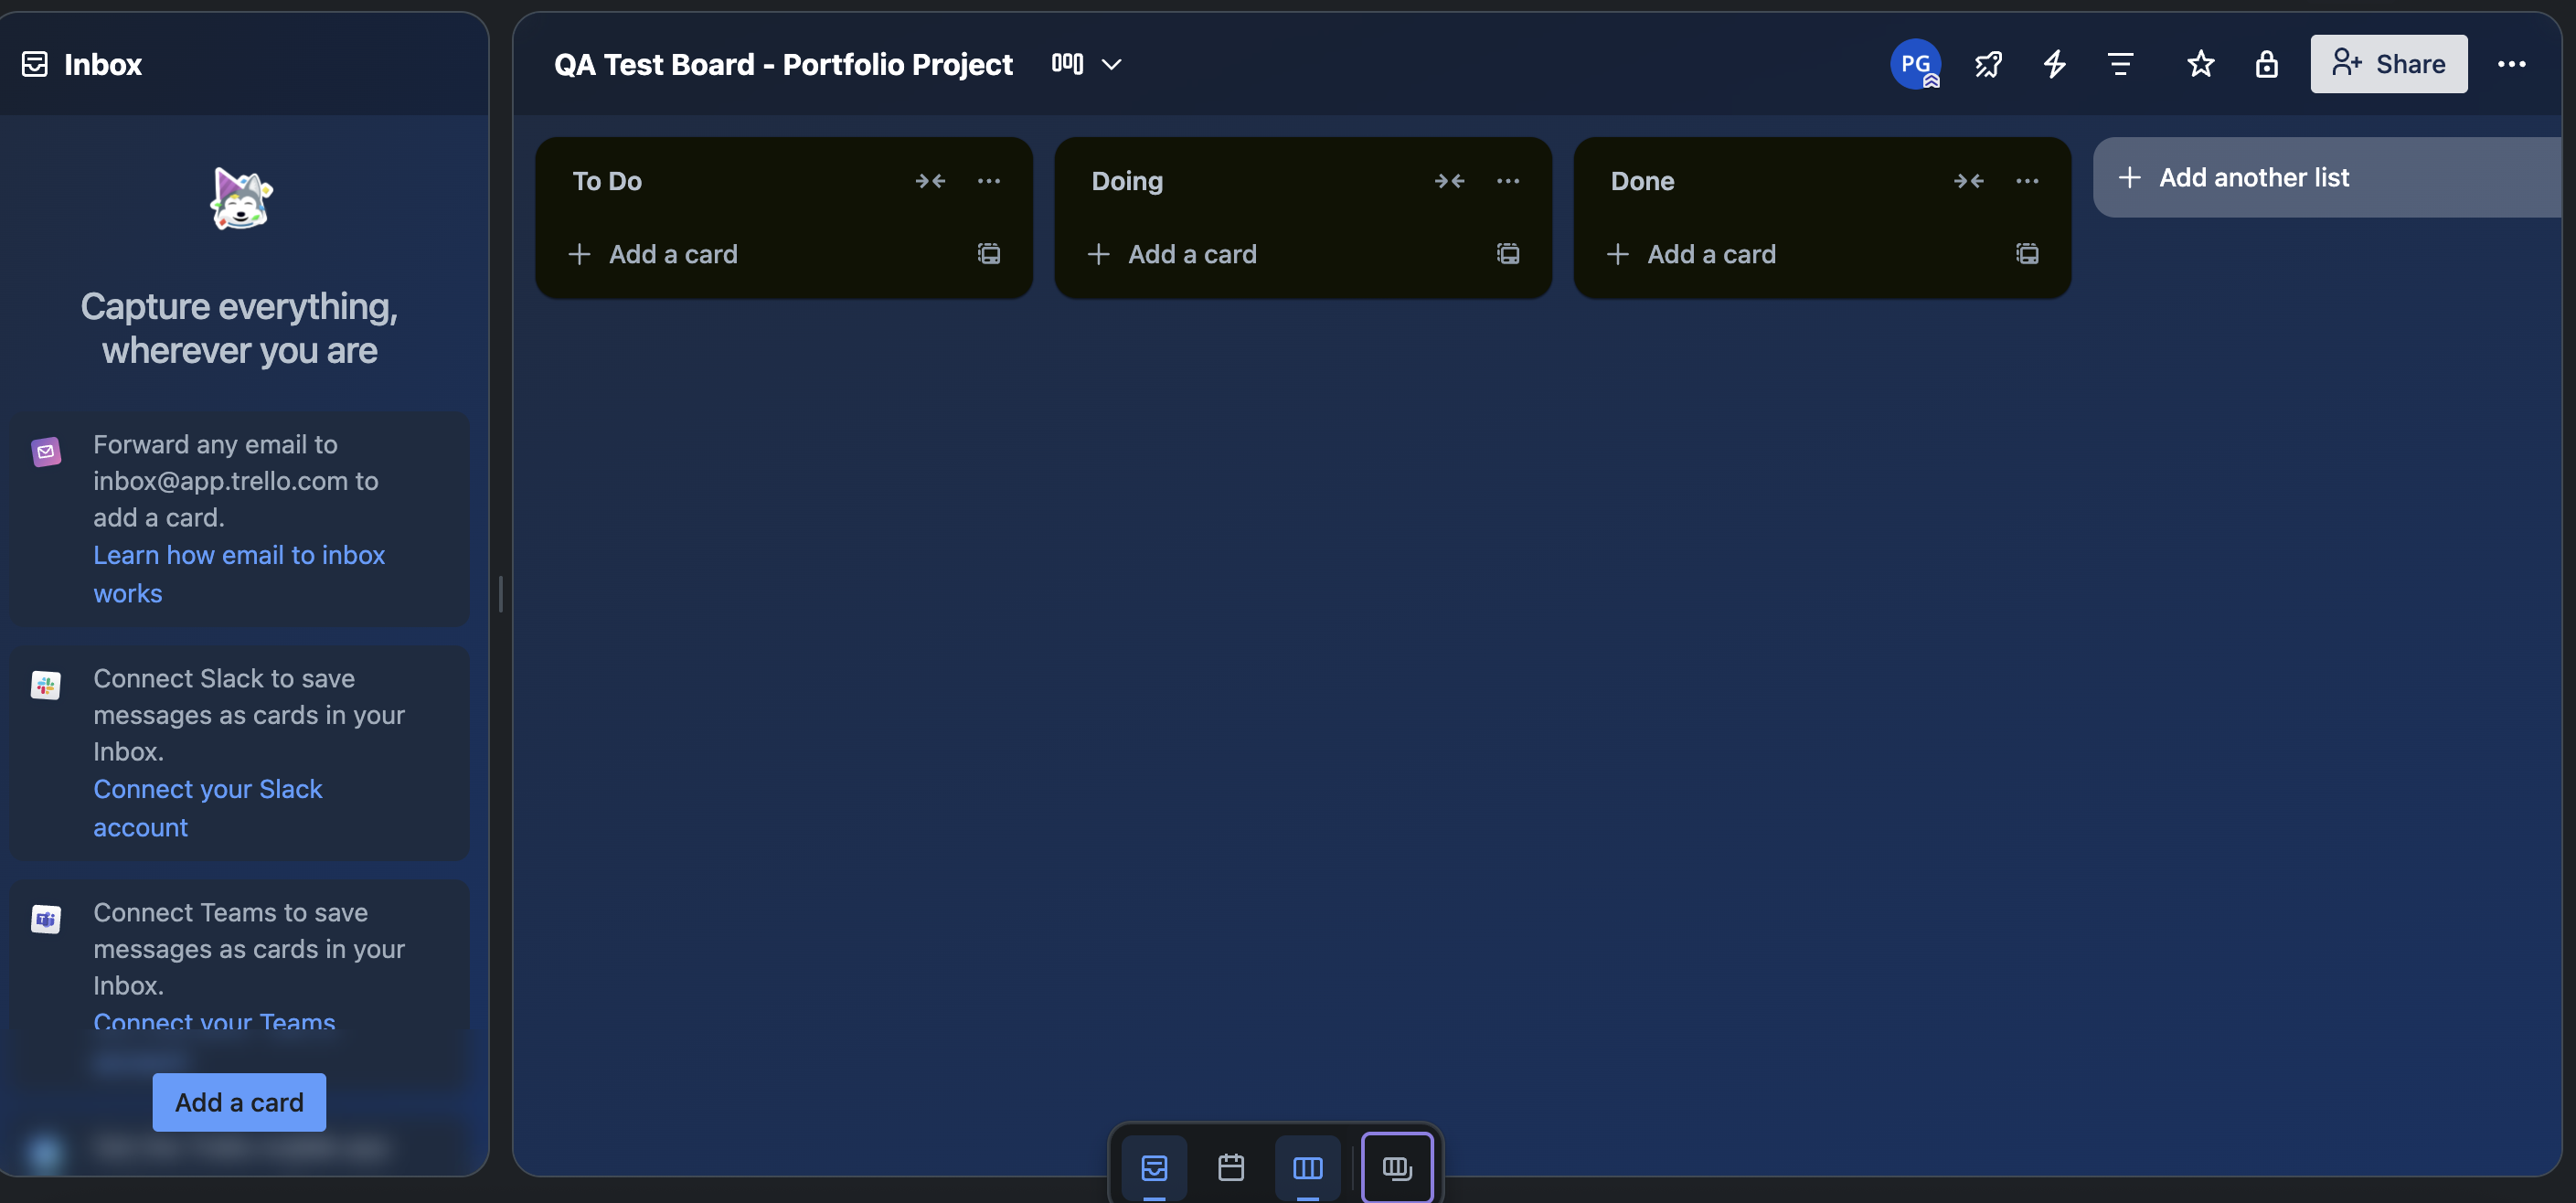 Inbox
Capture everything,
wherever you are
Forward any email to
inbox@app.trello.com to
add a card.
Learn how email to inbox
works
Connect Slack to save
messages as cards in your
Inbox.
Connect your Slack
account
Connect Teams to save
messages as cards in your
Inbox.
Connect your Teams
Add a card
QA Test Board - Portfolio Project
PG
Share
To Do
Add a card
Doing
Add a card
Done
Add a card
Add another list